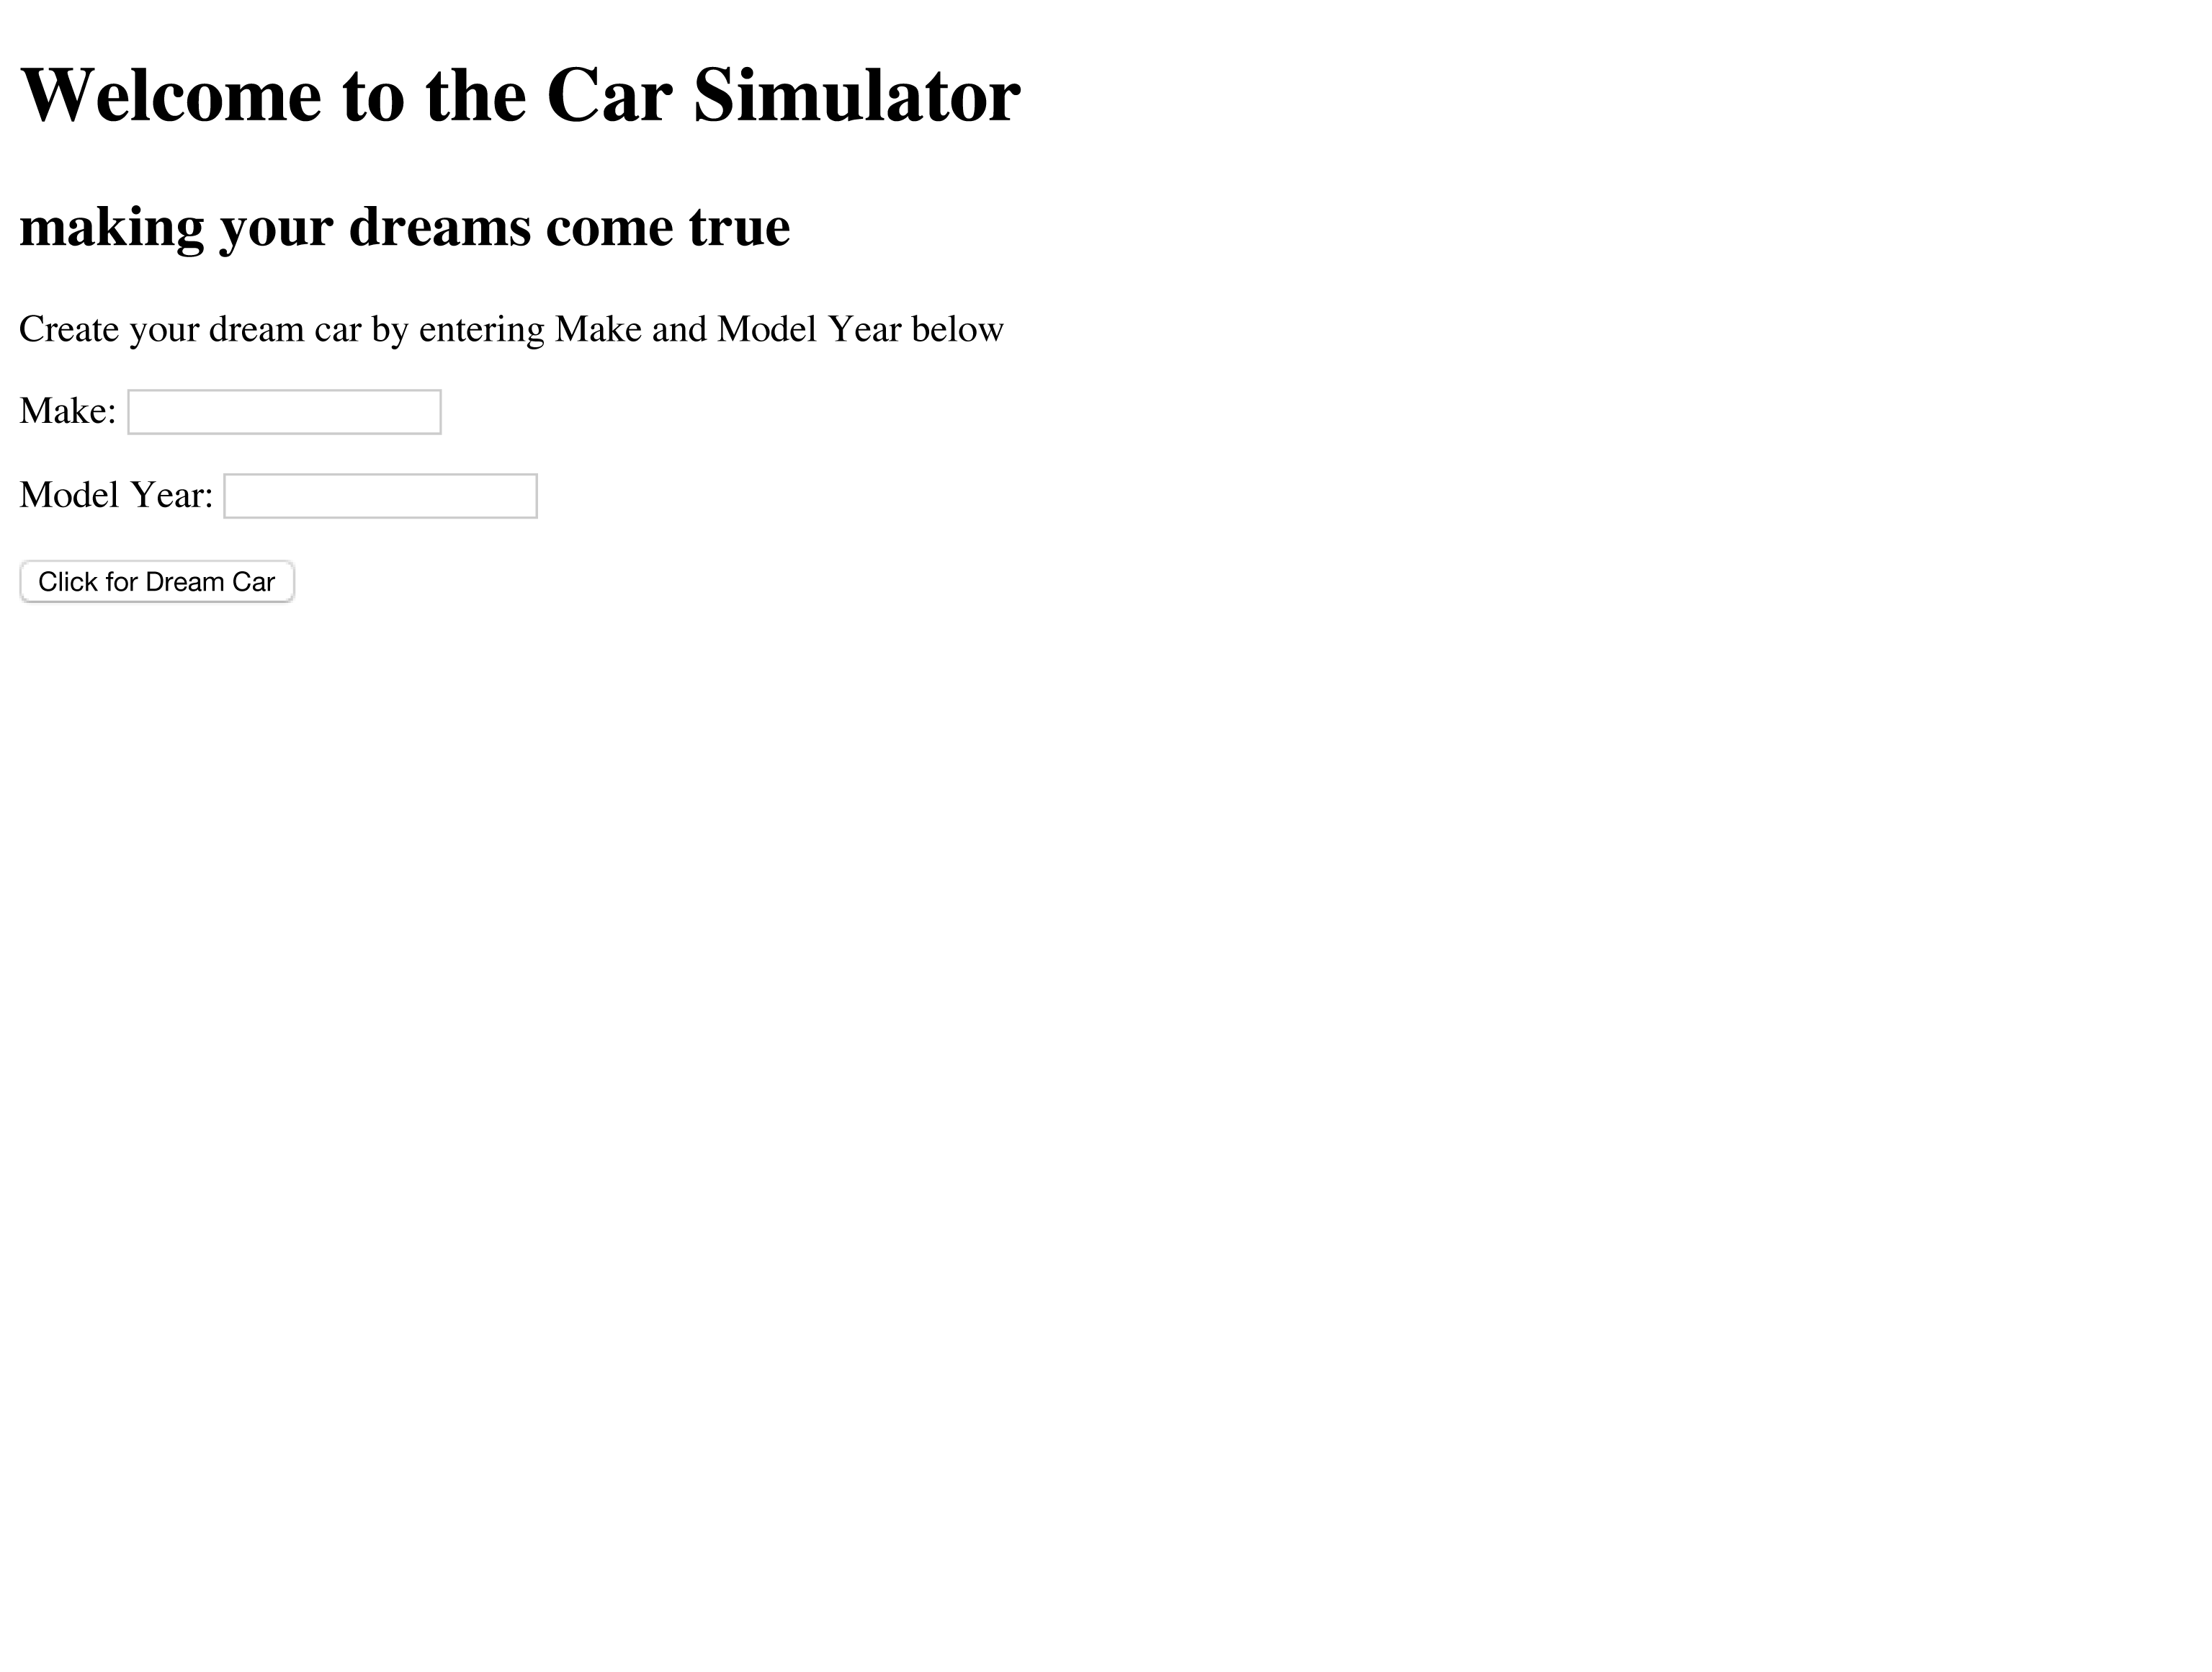 Welcome to the Car Simulator
making your dreams come true
Create your dream car by entering Make and Model Year below
Make:
Model Year:
Click for Dream Car